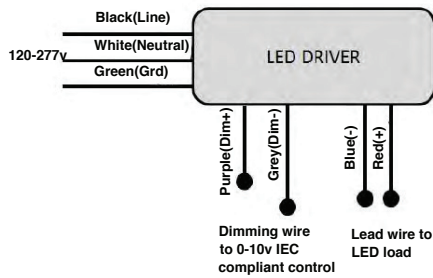 Black(Line)
120-277v
White(Neutral)
Green(Grd)
LED DRIVER
Purple(Dim+)
Grey(Dim-)
Blue(-)
Red(+)
Dimming wire
to 0-10v IEC
compliant control
Lead wire to
LED load